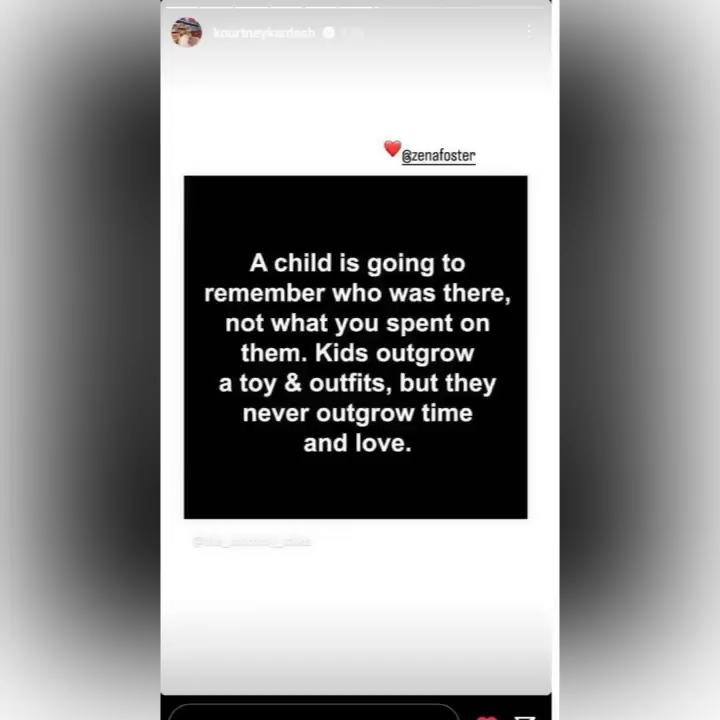 kourtneykardash
@zenafoster
A child is going to
remember who was there,
not what you spent on
them. Kids outgrow
a toy & outfits, but they
never outgrow time
and love.